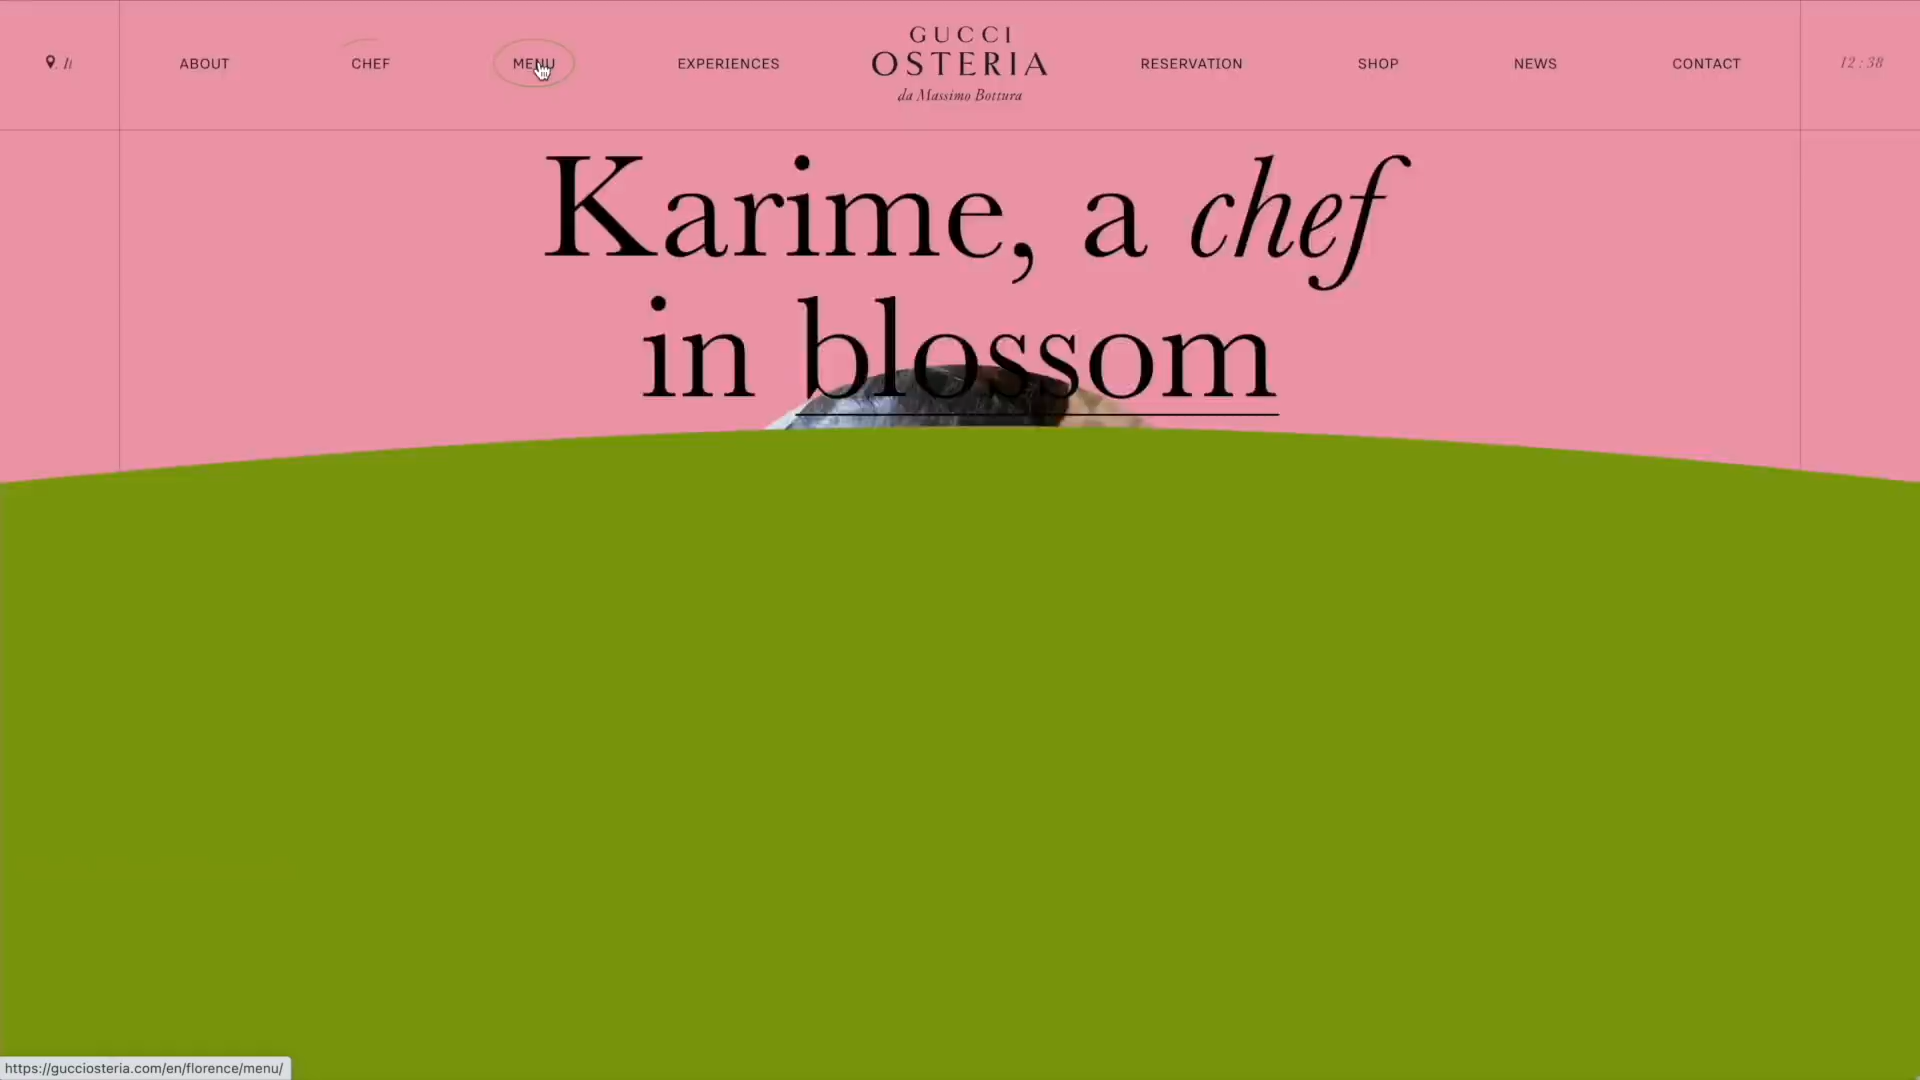 It
ABOUT
CHEF
MENU
EXPERIENCES
GUCCI
OSTERIA
da Massimo Bottura
RESERVATION
SHOP
NEWS
CONTACT
12 : 38
Karime, a chef
in blossom
https://gucciosteria.com/en/florence/menu/